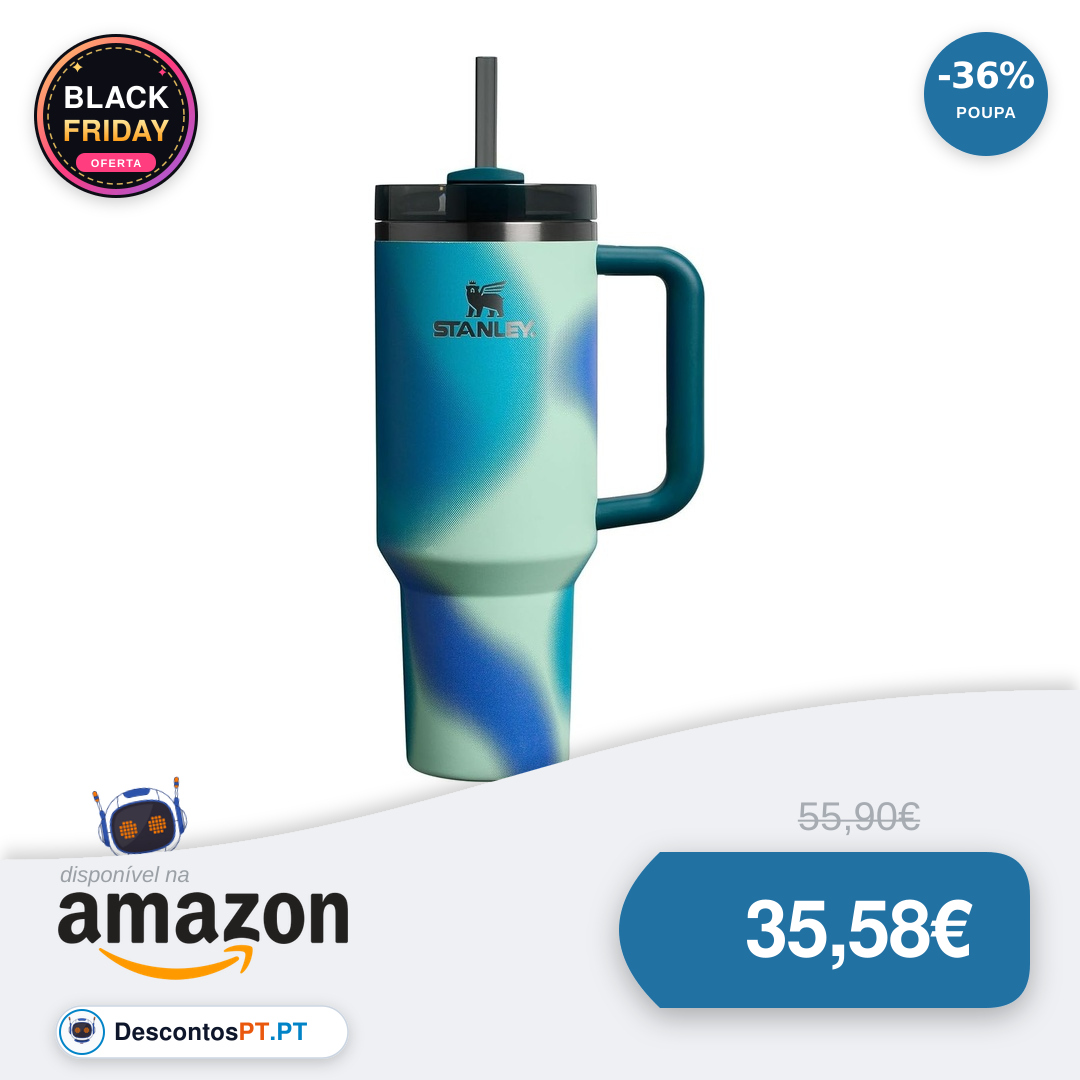 BLACK
FRIDAY
OFERTA
-36%
POUPA
STANLEY
55,90€
disponível na
amazon
35,58€
DescontosPT.PT